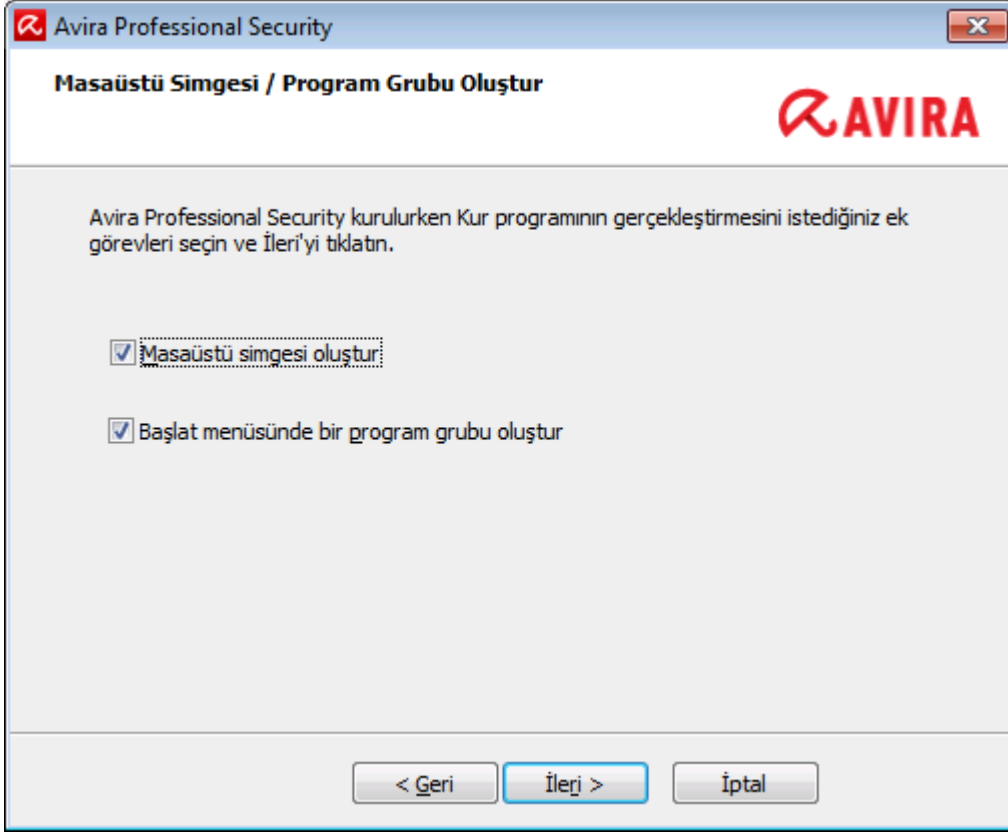 Avira Professional Security
Masaüstü Simgesi / Program Grubu Oluştur
AVIRA
Avira Professional Security kurulurken Kur programının gerçekleştirmesini istediğiniz ek
görevleri seçin ve İleri'yi tıklatın.
Masaüstü simgesi oluştur
Başlat menüsünde bir program grubu oluştur
< Geri İleri > İptal